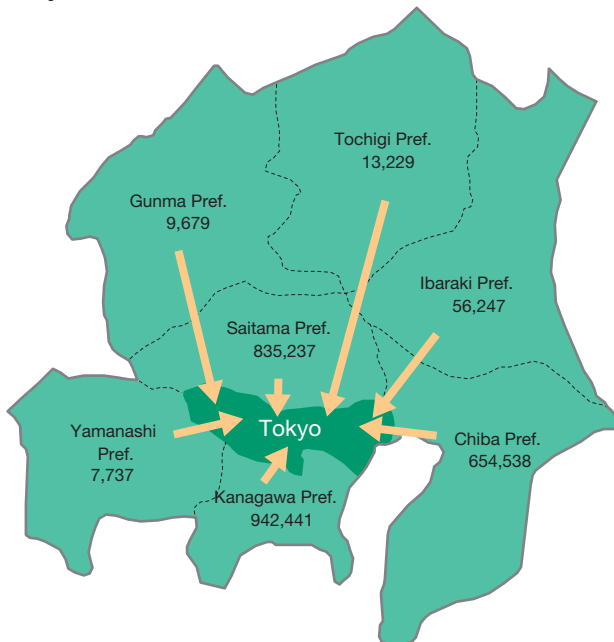 Tochigi Pref.
13,229
Gunma Pref.
9,679
Ibaraki Pref.
56,247
Saitama Pref.
835,237
Tokyo
Yamanashi
Pref.
7,737
Chiba Pref.
654,538
Kanagawa Pref.
942,441